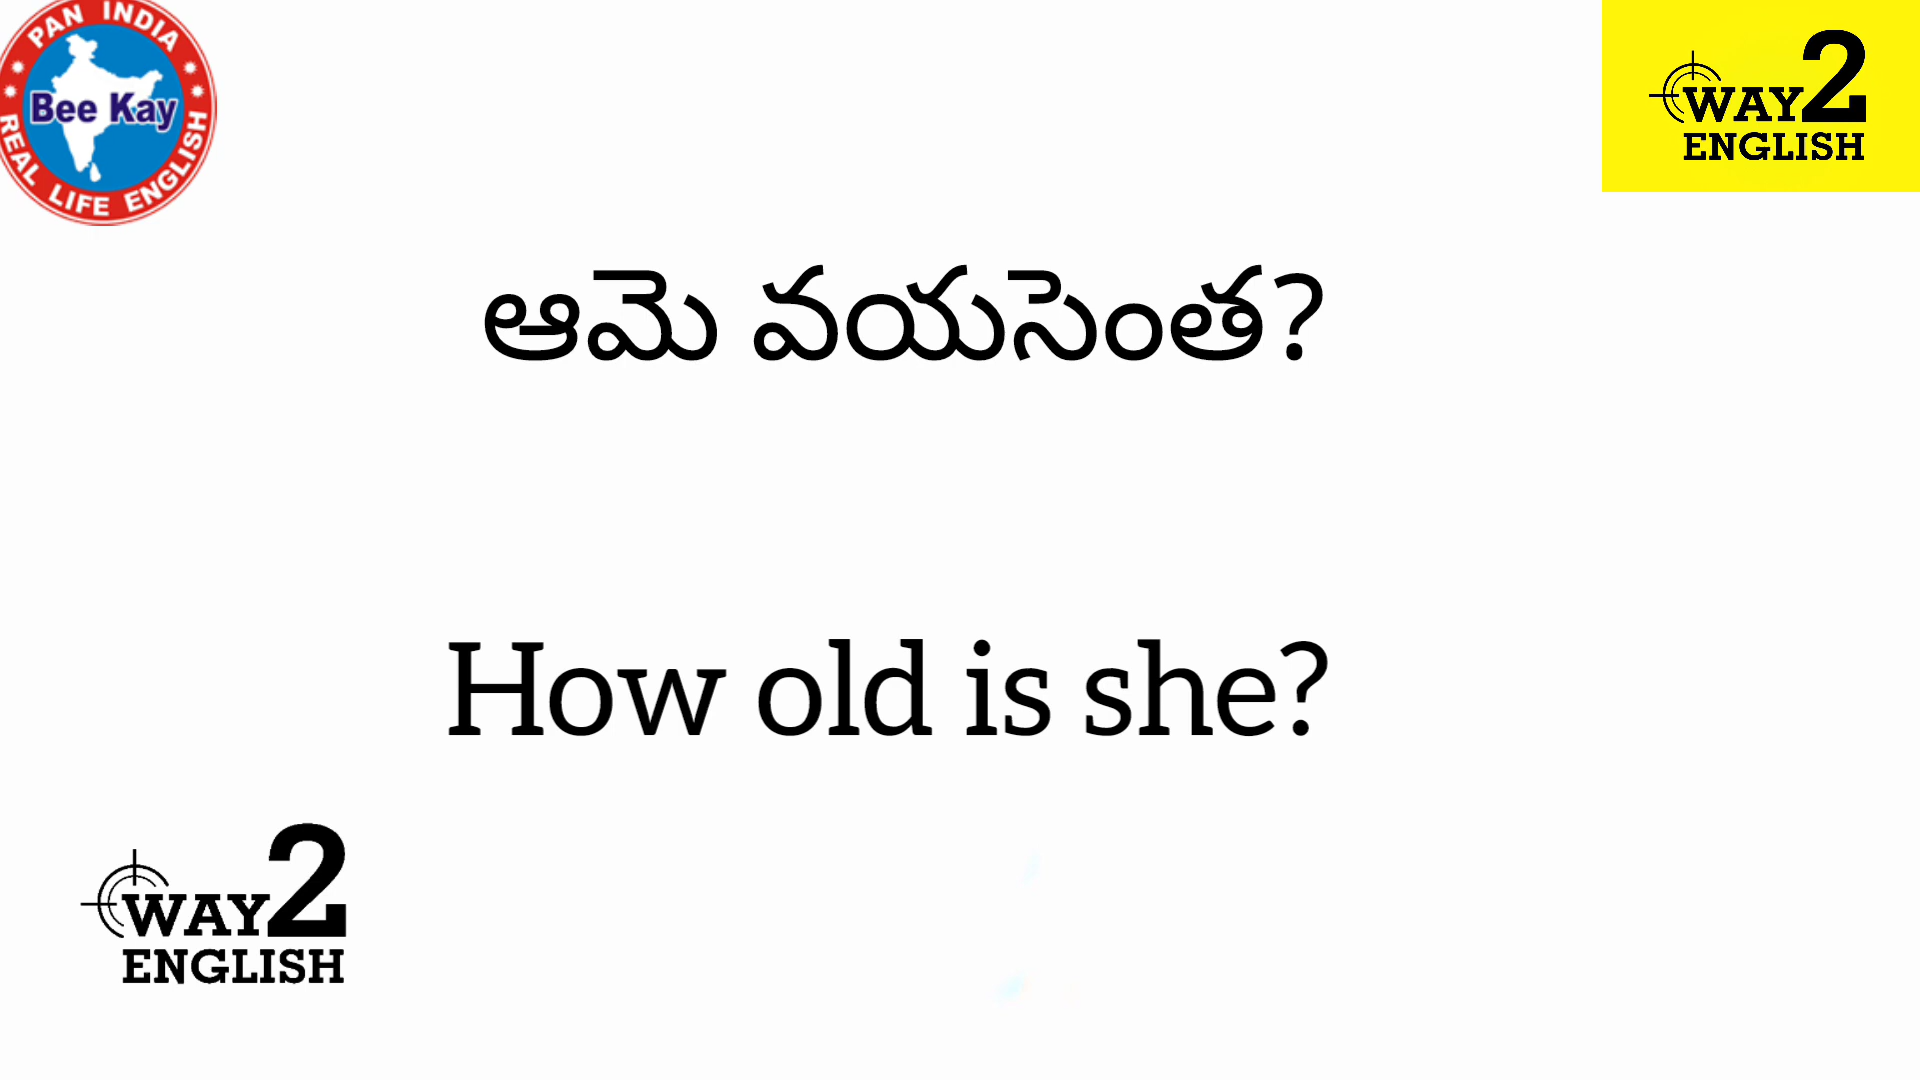 PAN INDIA
Bee Kay
REAL LIFE ENGLISH
WAY2
ENGLISH
ఆమె వయసెంత?
How old is she?
WAY2
ENGLISH